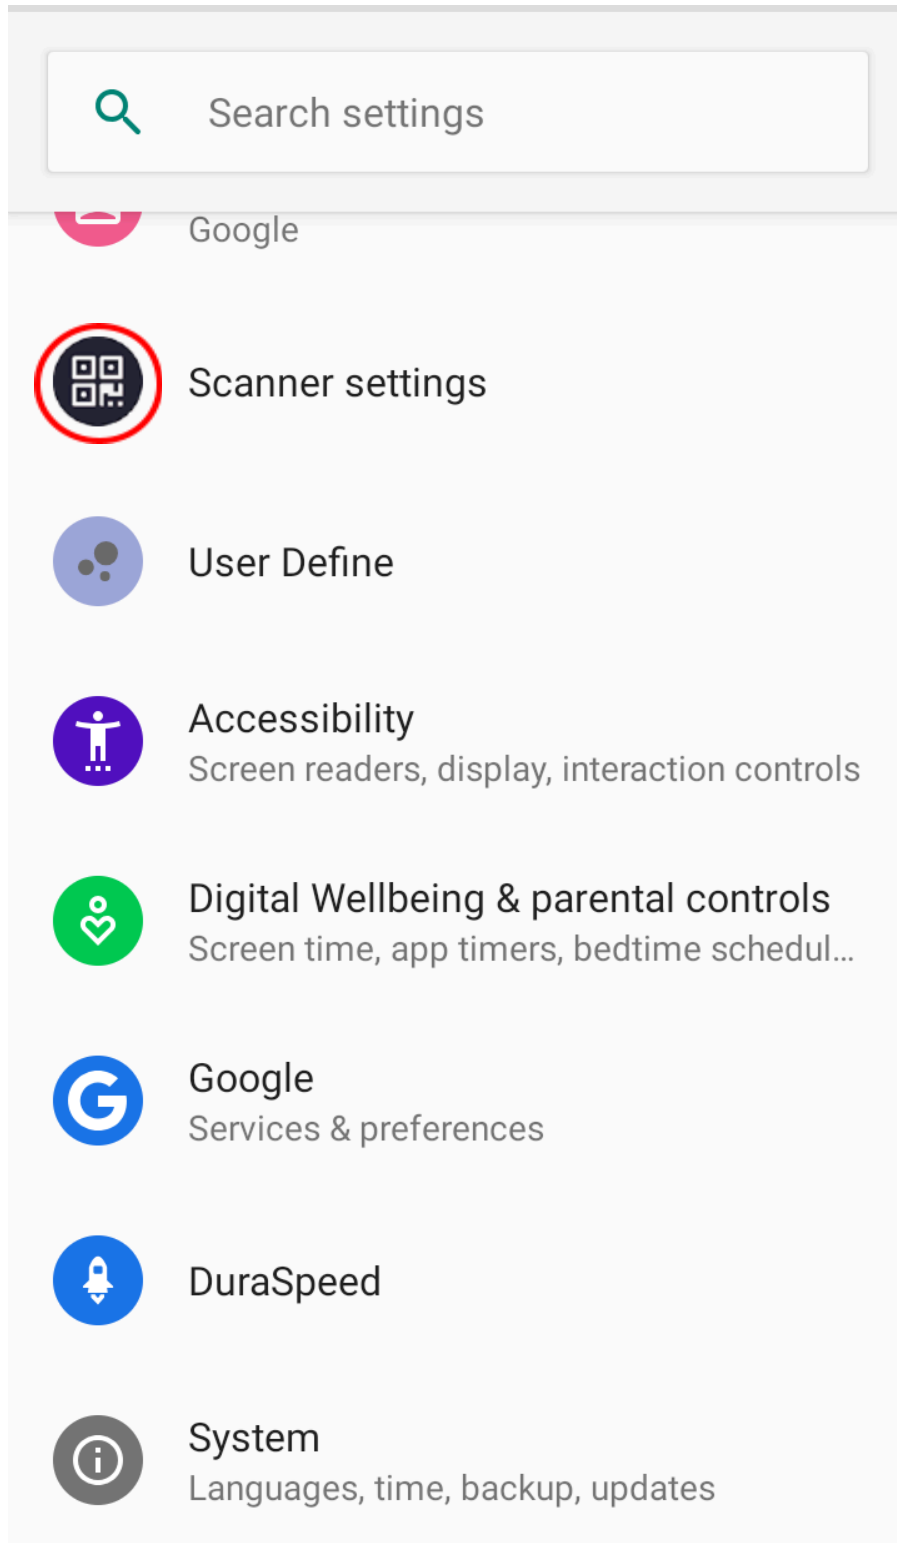 Search settings
Google
Scanner settings
User Define
Accessibility
Screen readers, display, interaction controls
Digital Wellbeing & parental controls
Screen time, app timers, bedtime schedul...
Google
Services & preferences
DuraSpeed
System
Languages, time, backup, updates